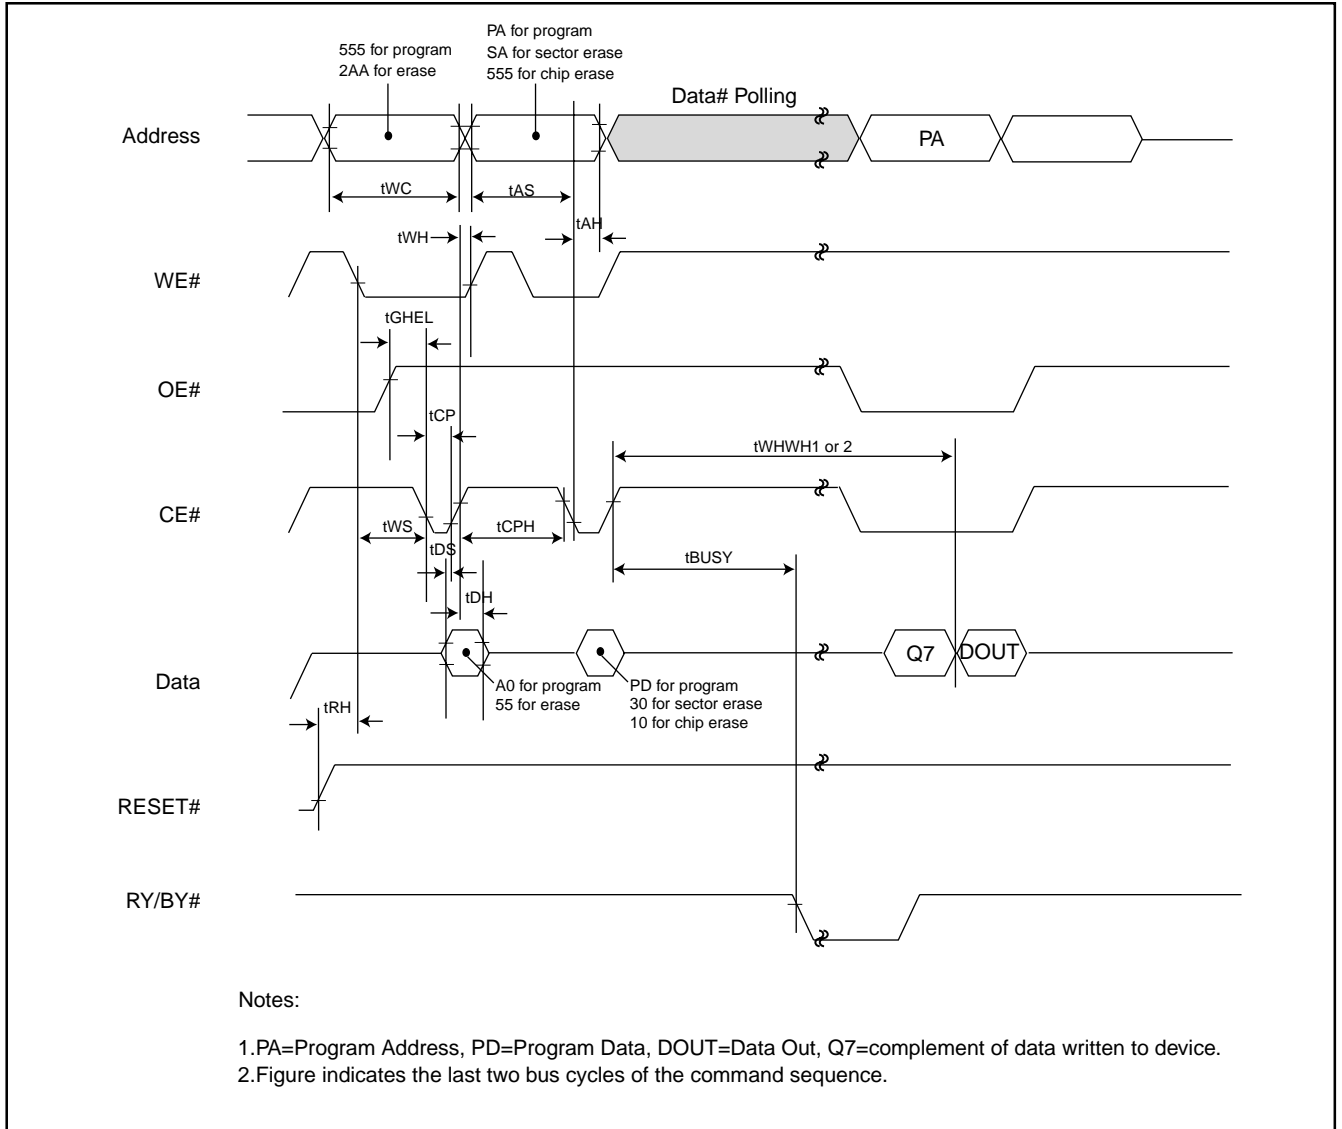 555 for program
2AA for erase
PA for program
SA for sector erase
555 for chip erase
Data# Polling
Address
PA
tWC
tAS
tAH
tWH
WE#
tGHEL
OE#
tCP
tWHWH1 or 2
CE#
tWS
tCPH
tDS
tBUSY
tDH
Q7
DOUT
Data
A0 for program
55 for erase
PD for program
30 for sector erase
10 for chip erase
tRH
RESET#
RY/BY#
Notes:
1.PA=Program Address, PD=Program Data, DOUT=Data Out, Q7=complement of data written to device.
2.Figure indicates the last two bus cycles of the command sequence.